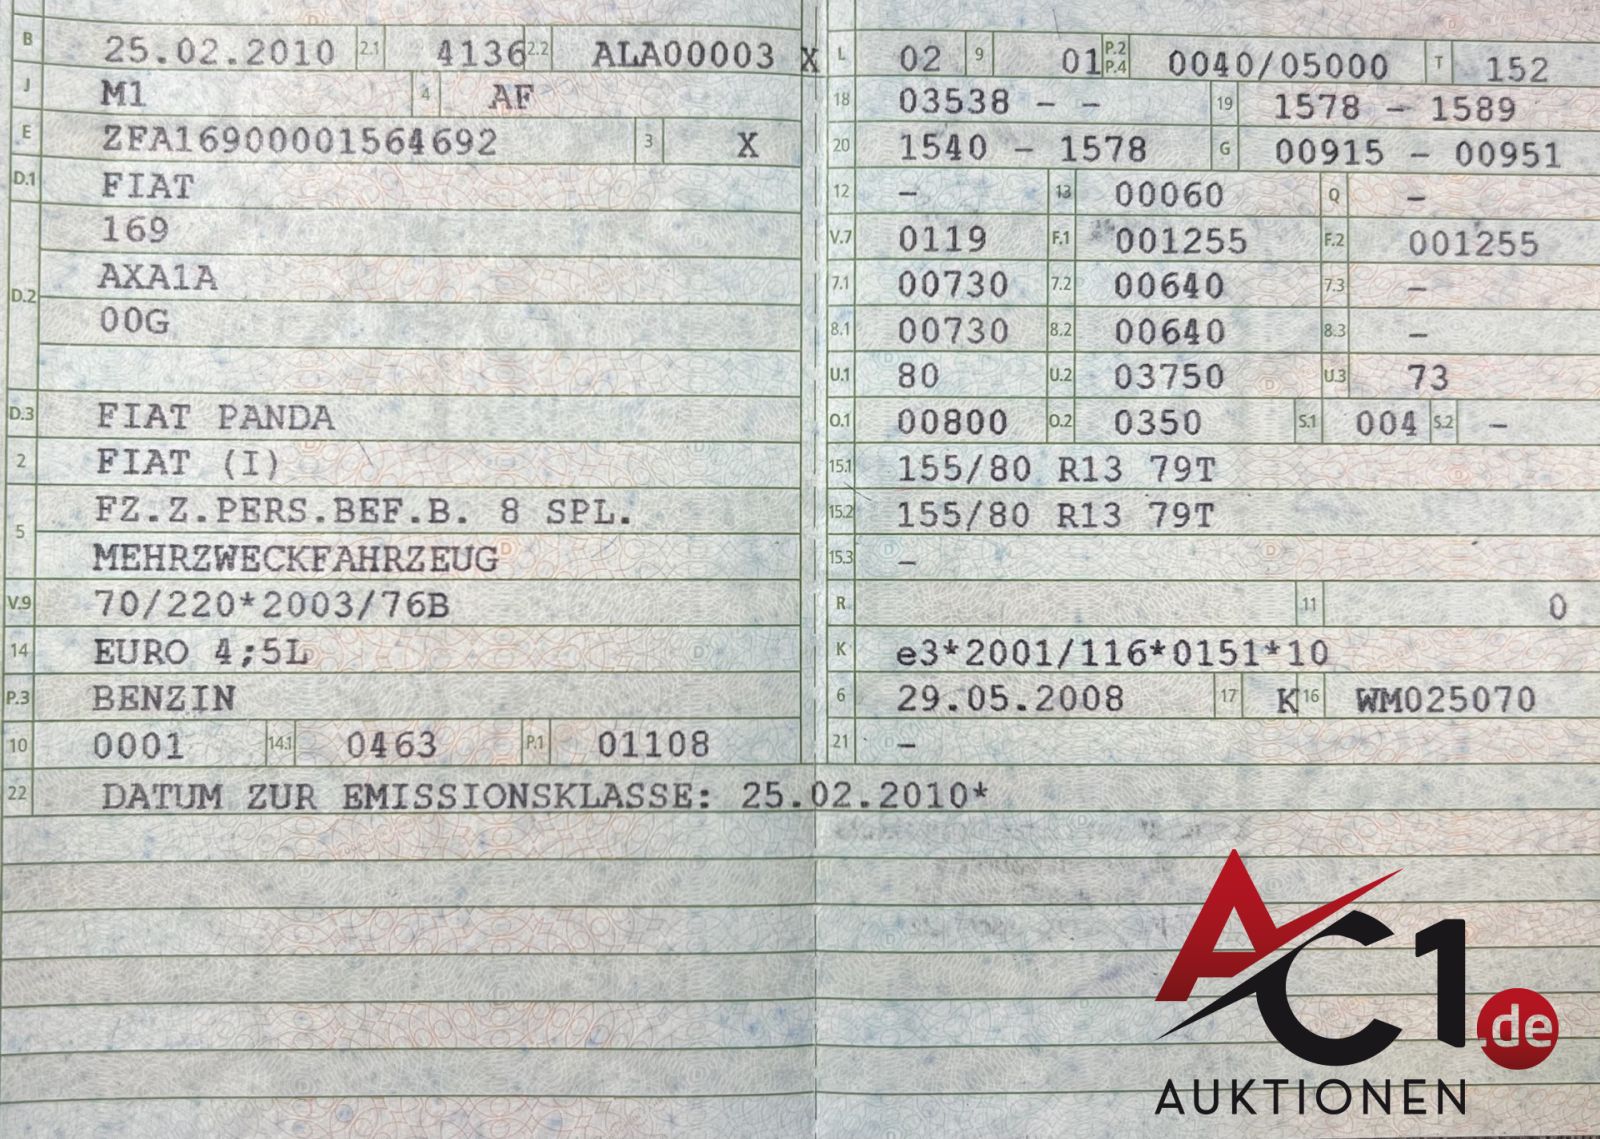 B 25.02.2010 2.1 4136 2.2 ALA00003 X
J M1 4 AF
E ZFA16900001564692 3 X
D.1 FIAT
169
D.2 AXA1A
00G
D.3 FIAT PANDA
2 FIAT (I)
5 FZ.Z.PERS.BEF.B. 8 SPL.
MEHRZWECKFAHRZEUG
V.9 70/220*2003/76B
14 EURO 4;5L
P.3 BENZIN
10 0001 14.1 0463 P.1 01108
22 DATUM ZUR EMISSIONSKLASSE: 25.02.2010*
L 02 9 01 P.2 P.4 0040/05000 T 152
18 03538 - - 19 1578 - 1589
20 1540 - 1578 G 00915 - 00951
12 - 13 00060 Q -
V.7 0119 F.1 001255 F.2 001255
7.1 00730 7.2 00640 7.3 -
8.1 00730 8.2 00640 8.3 -
U.1 80 U.2 03750 U.3 73
O.1 00800 O.2 0350 S.1 004 S.2 -
15.1 155/80 R13 79T
15.2 155/80 R13 79T
15.3 -
R 11 0
K e3*2001/116*0151*10
6 29.05.2008 17 K 16 WM025070
21 -
AC1.de
AUKTIONEN